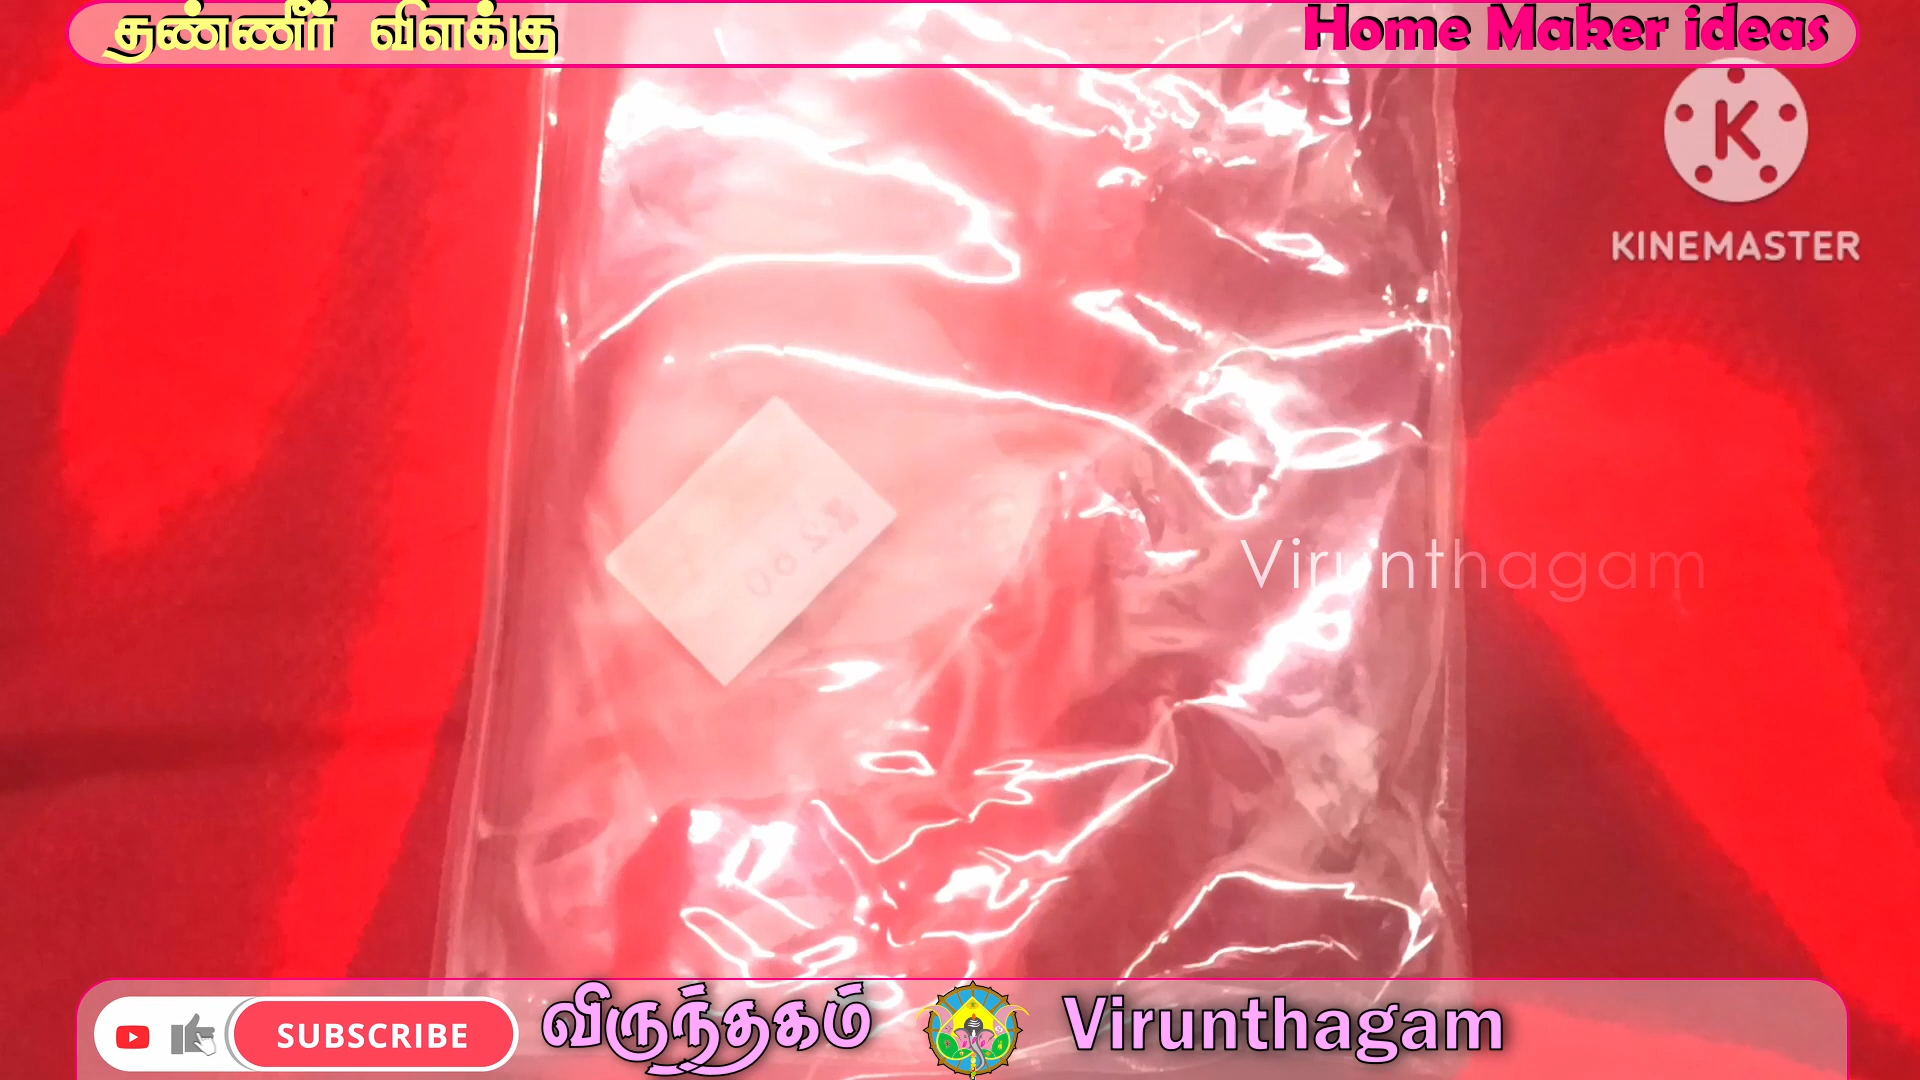 தண்ணீர் விளக்கு
Home Maker ideas
K
KINEMASTER
Virunthagam
SUBSCRIBE
விருந்தகம்
Virunthagam